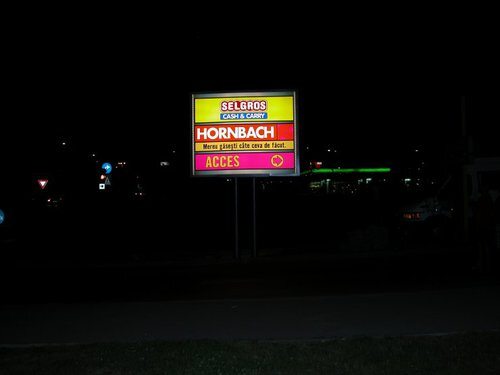 SELGROS
CASH & CARRY
HORNBACH
Mereu găsești câte ceva de făcut.
ACCES